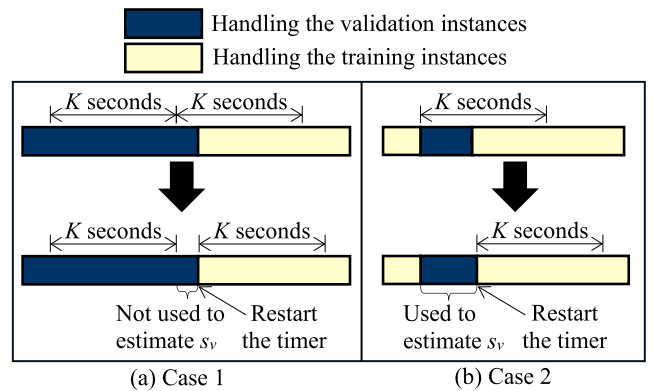 Handling the validation instances
Handling the training instances
K seconds K seconds
K seconds K seconds
Not used to
estimate sv
Restart
the timer
(a) Case 1
K seconds
K seconds
Used to
estimate sv
Restart
the timer
(b) Case 2